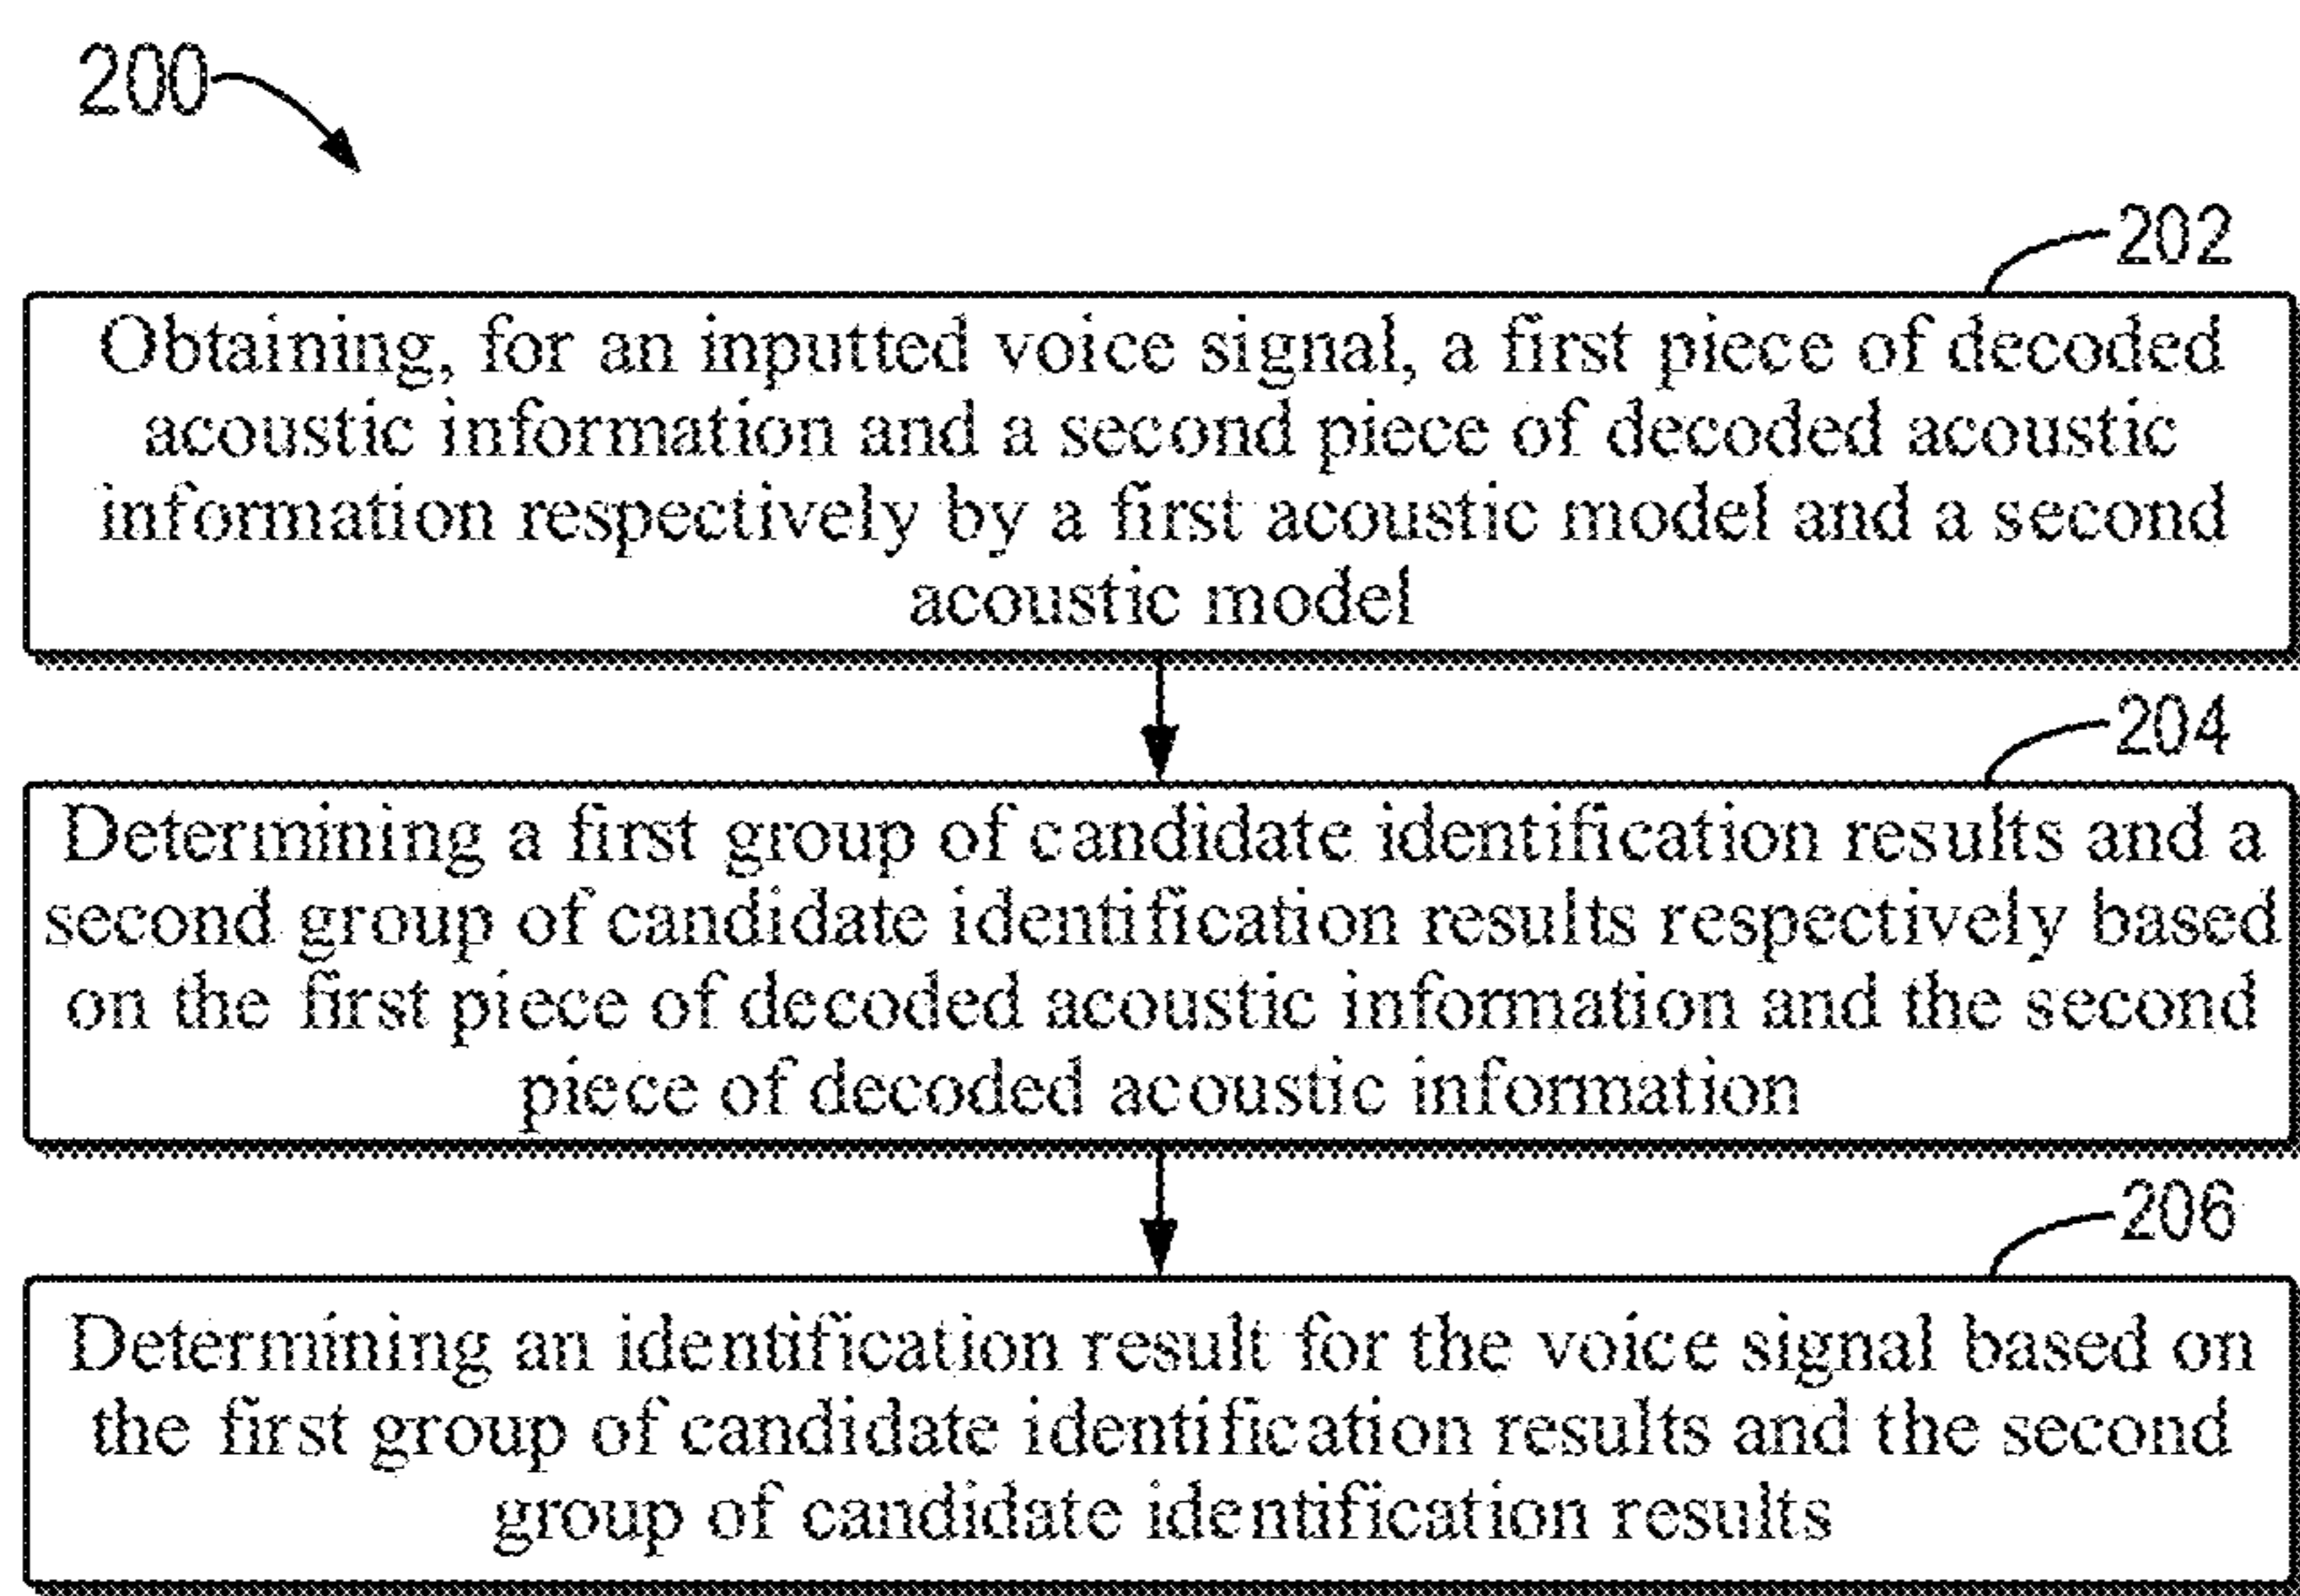 200
202
Obtaining, for an inputted voice signal, a first piece of decoded
acoustic information and a second piece of decoded acoustic
information respectively by a first acoustic model and a second
acoustic model
204
Determining a first group of candidate identification results and a
second group of candidate identification results respectively based
on the first piece of decoded acoustic information and the second
piece of decoded acoustic information
206
Determining an identification result for the voice signal based on
the first group of candidate identification results and the second
group of candidate identification results